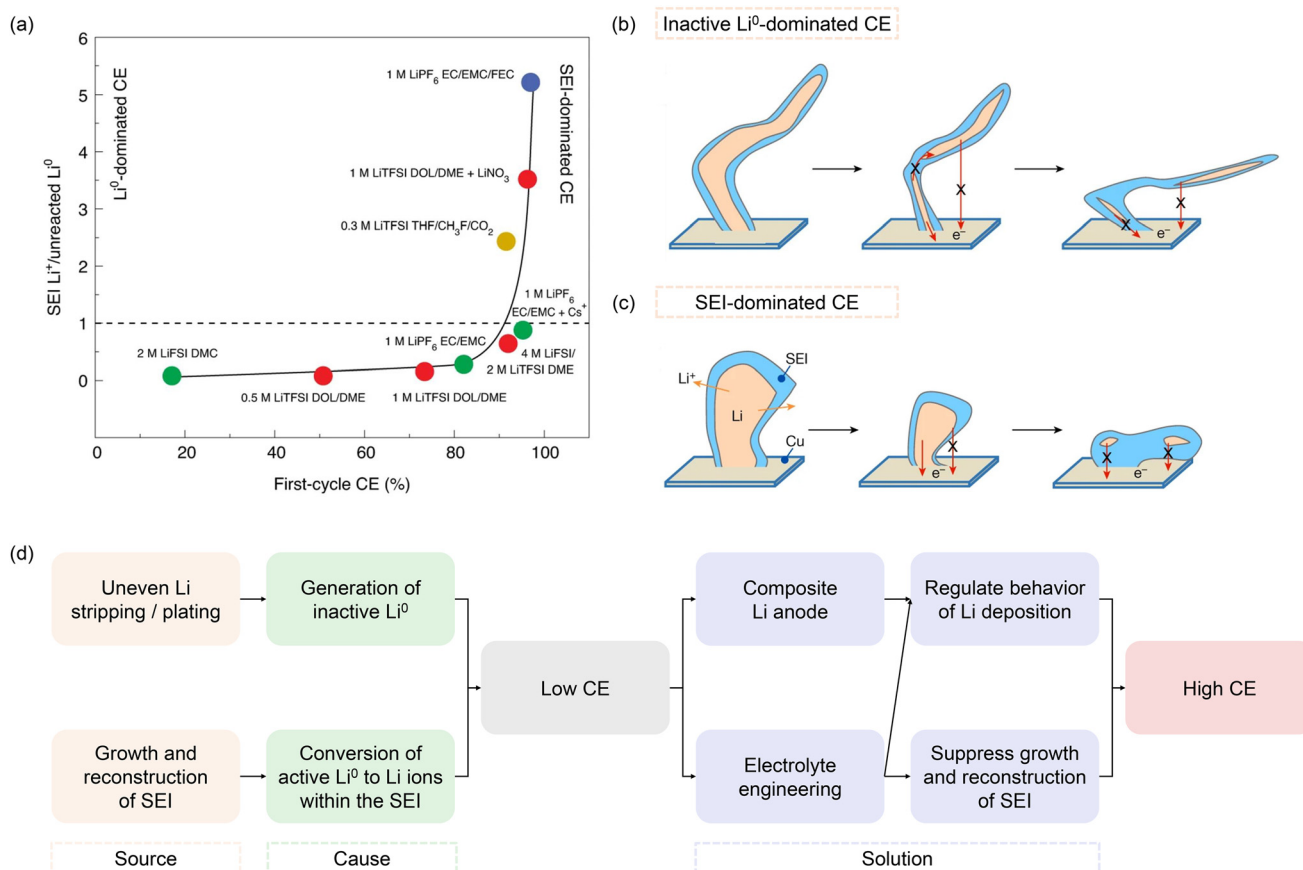 (a)
6
5
4
3
2
1
0
SEI Li⁺/unreacted Li⁰
Li⁰-dominated CE
SEI-dominated CE
1 M LiPF₆ EC/EMC/FEC
1 M LiTFSI DOL/DME + LiNO₃
0.3 M LiTFSI THF/CH₃F/CO₂
1 M LiPF₆
EC/EMC + Cs⁺
1 M LiPF₆ EC/EMC
4 M LiFSI/
2 M LiTFSI DME
2 M LiFSI DMC
0.5 M LiTFSI DOL/DME
1 M LiTFSI DOL/DME
0
20
40
60
80
100
First-cycle CE (%)
(b)
Inactive Li⁰-dominated CE
X
X
e⁻
X
X
e⁻
(c)
SEI-dominated CE
SEI
Li⁺
Li
Cu
X
e⁻
X
X
e⁻
(d)
Uneven Li
stripping / plating
Generation of
inactive Li⁰
Composite
Li anode
Regulate behavior
of Li deposition
Low CE
High CE
Growth and
reconstruction
of SEI
Conversion of
active Li⁰ to Li ions
within the SEI
Electrolyte
engineering
Suppress growth
and reconstruction
of SEI
Source
Cause
Solution